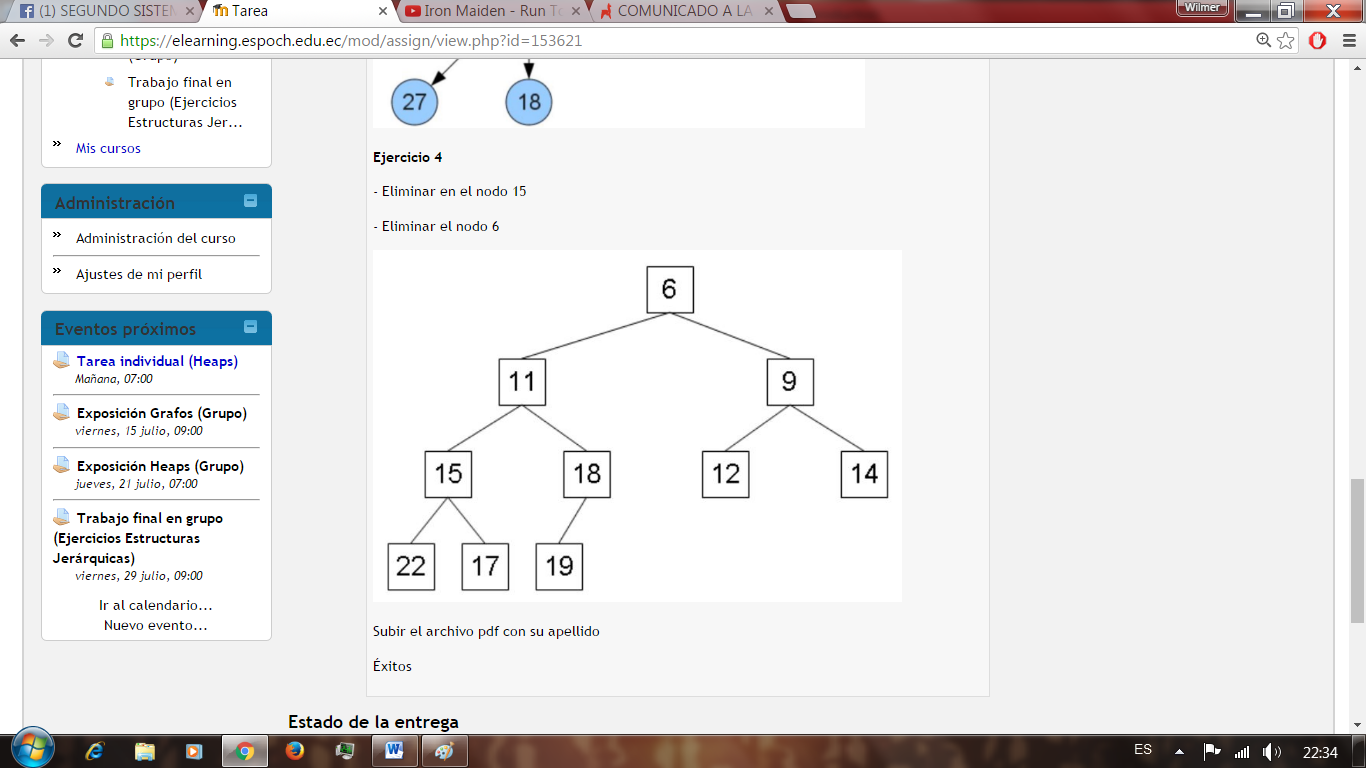 (1) SEGUNDO SISTEM
Tarea
Iron Maiden - Run T
COMUNICADO A LA
Wilmer
https://elearning.espoch.edu.ec/mod/assign/view.php?id=153621
(Grupo)
Trabajo final en
grupo (Ejercicios
Estructuras Jer...
Mis cursos
Administración
Administración del curso
Ajustes de mi perfil
Eventos próximos
Tarea individual (Heaps)
Mañana, 07:00
Exposición Grafos (Grupo)
viernes, 15 julio, 09:00
Exposición Heaps (Grupo)
jueves, 21 julio, 07:00
Trabajo final en grupo
(Ejercicios Estructuras
Jerárquicas)
viernes, 29 julio, 09:00
Ir al calendario...
Nuevo evento...
27 18
Ejercicio 4
- Eliminar en el nodo 15
- Eliminar el nodo 6
6
11 9
15 18 12 14
22 17 19
Subir el archivo pdf con su apellido
Éxitos
Estado de la entrega
ES
22:34